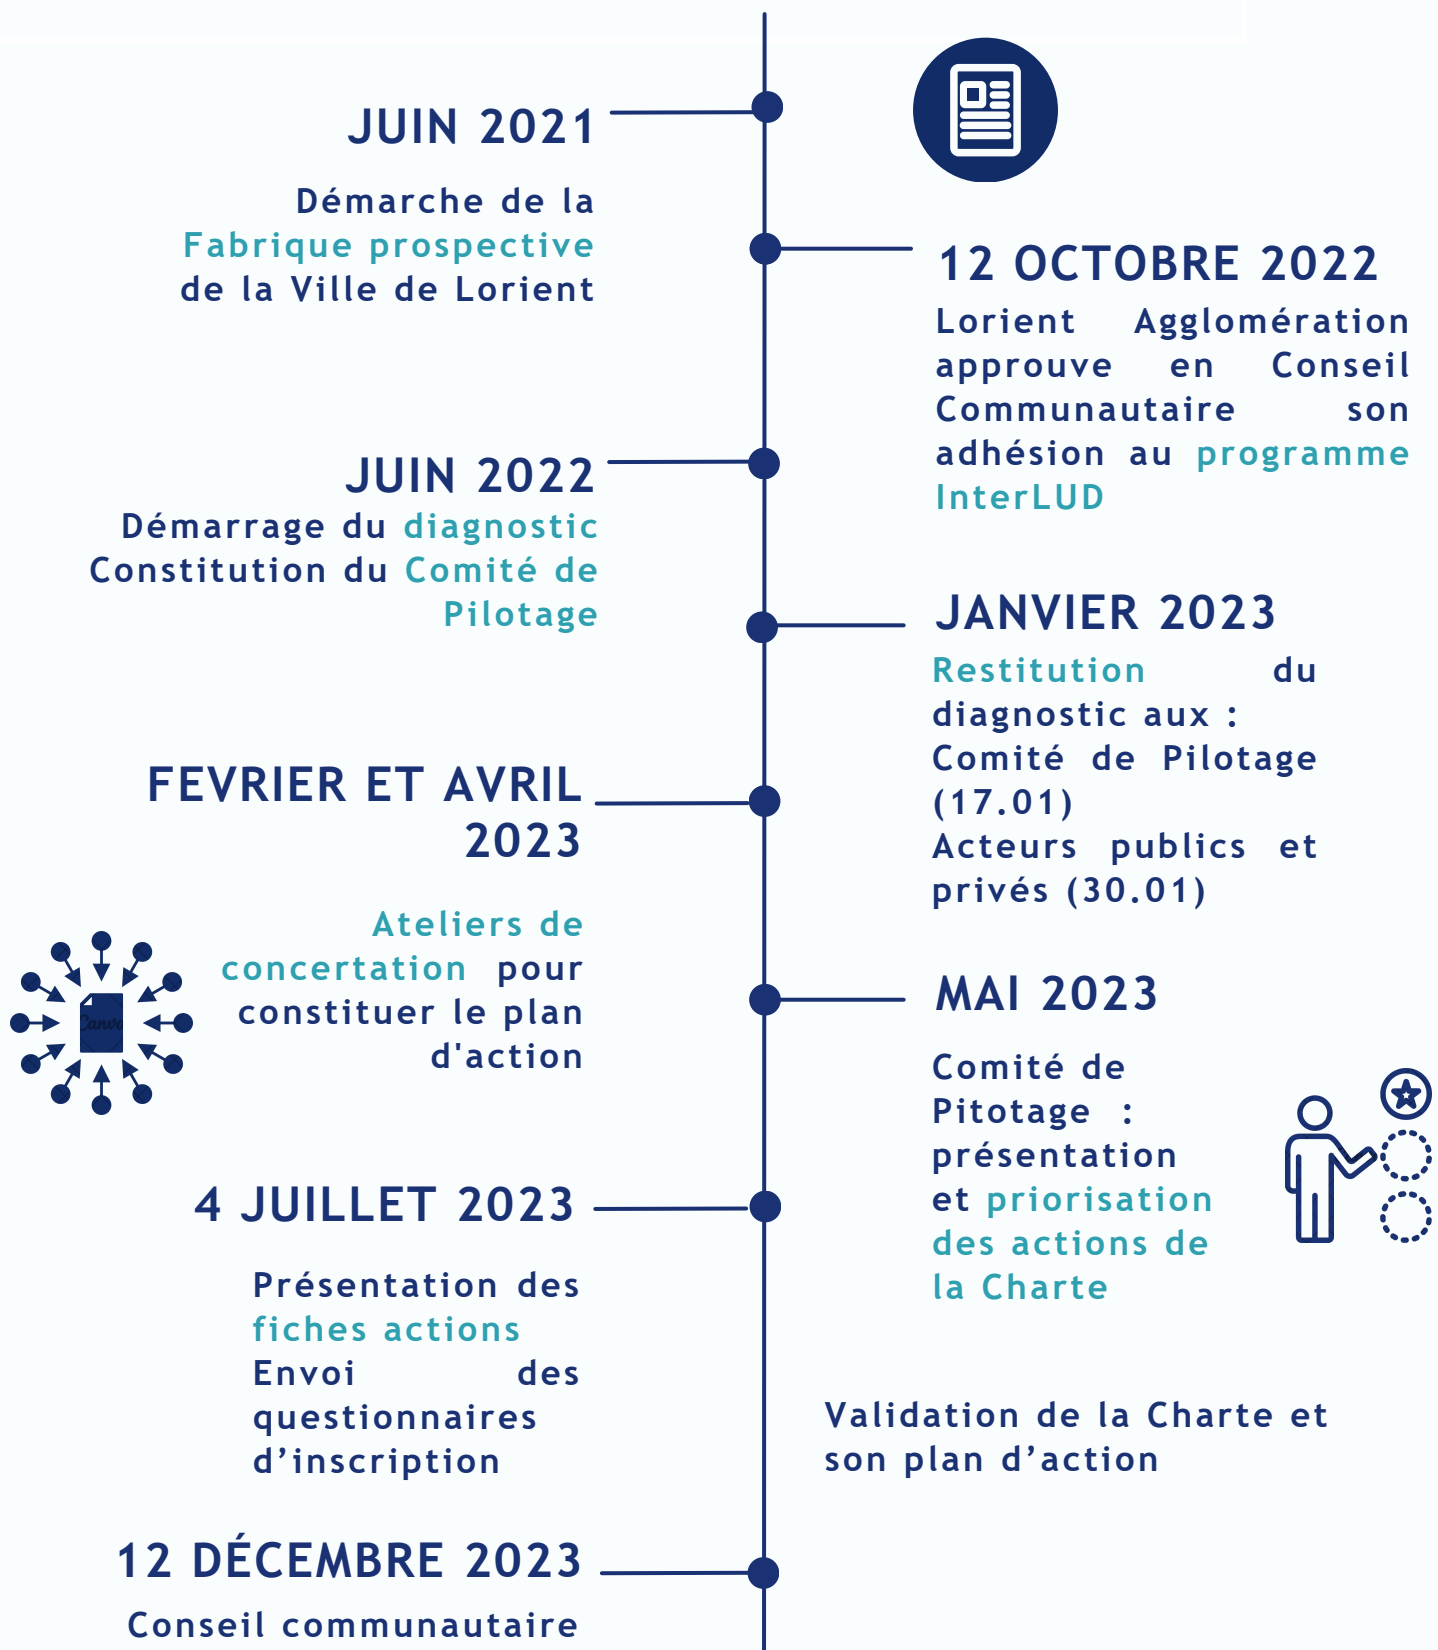 JUIN 2021
Démarche de la
Fabrique prospective
de la Ville de Lorient
12 OCTOBRE 2022
Lorient Agglomération
approuve en Conseil
Communautaire son
adhésion au programme
InterLUD
JUIN 2022
Démarrage du diagnostic
Constitution du Comité de
Pilotage
JANVIER 2023
Restitution du
diagnostic aux :
Comité de Pilotage
(17.01)
Acteurs publics et
privés (30.01)
FEVRIER ET AVRIL
2023
Ateliers de
concertation pour
constituer le plan
d'action
Canva
MAI 2023
Comité de
Pitotage :
présentation
et priorisation
des actions de
la Charte
4 JUILLET 2023
Présentation des
fiches actions
Envoi des
questionnaires
d’inscription
Validation de la Charte et
son plan d’action
12 DÉCEMBRE 2023
Conseil communautaire